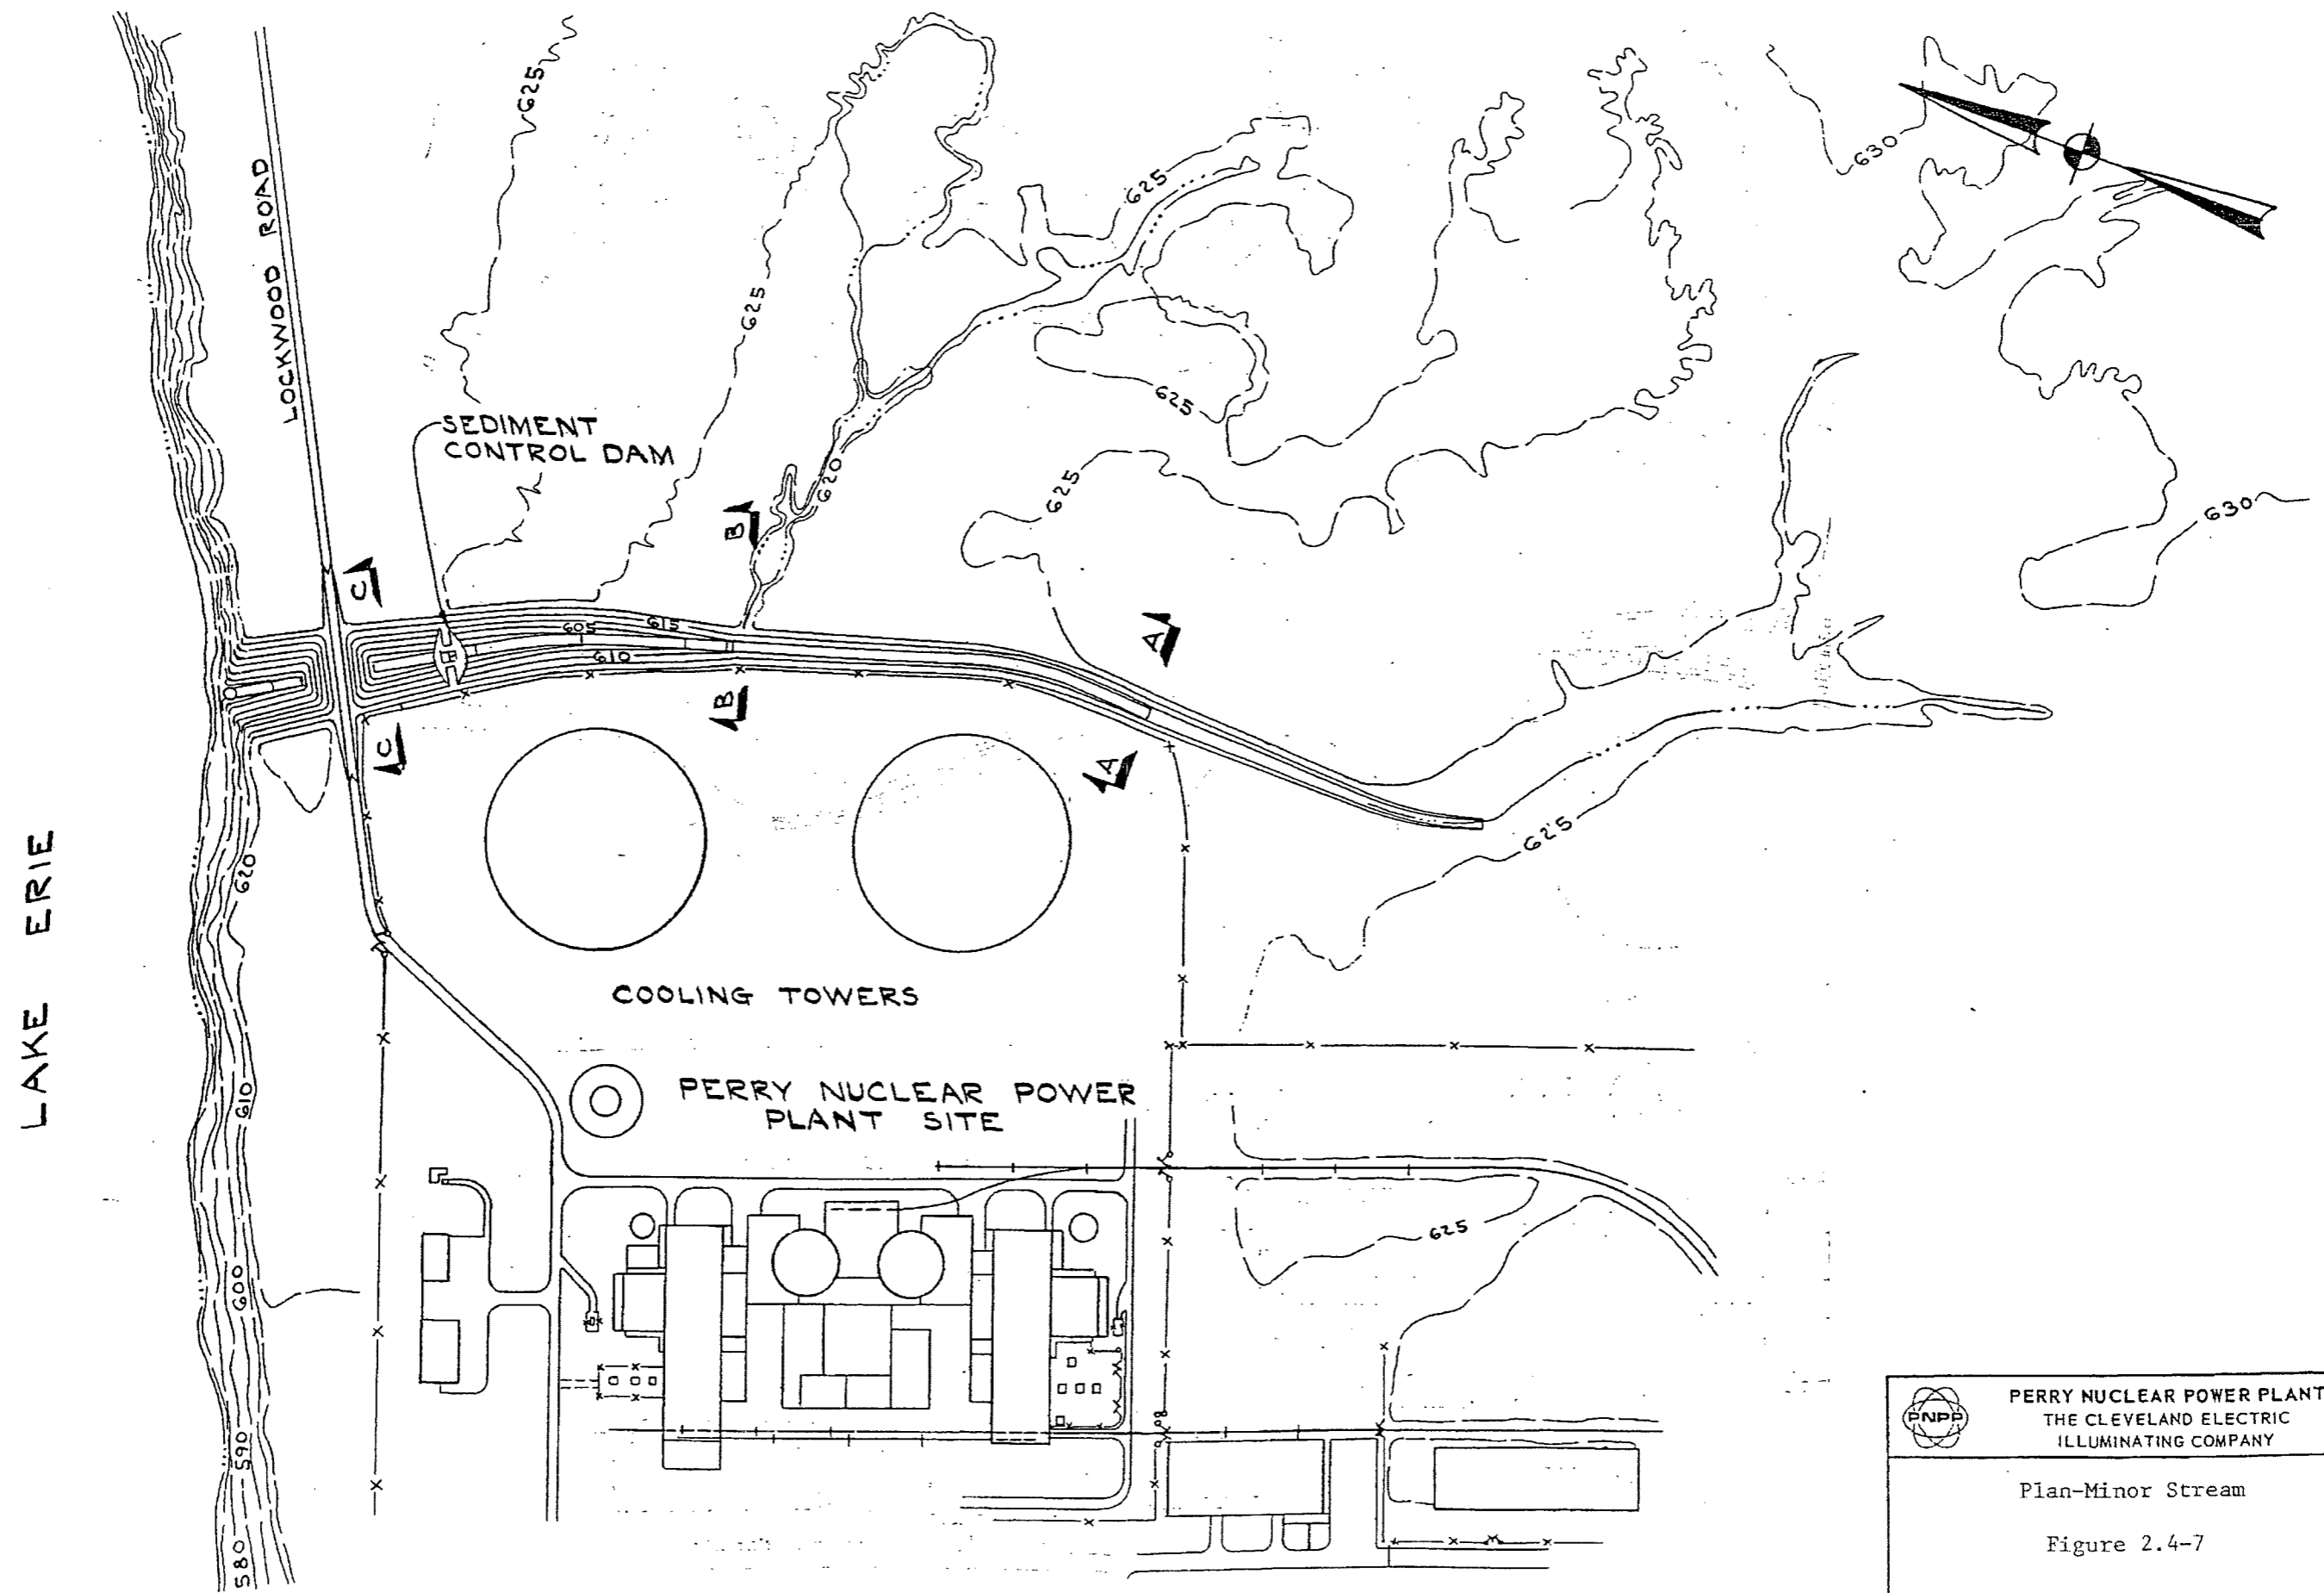 625
LOCKWOOD ROAD
625
625
630
625
SEDIMENT
CONTROL DAM
620
625
630
B
C
A
615
605
610
B
C
A
625
LAKE ERIE
620
COOLING TOWERS
PERRY NUCLEAR POWER
PLANT SITE
610
625
600
590
580
PNPP
PERRY NUCLEAR POWER PLANT
THE CLEVELAND ELECTRIC
ILLUMINATING COMPANY
Plan-Minor Stream
Figure 2.4-7